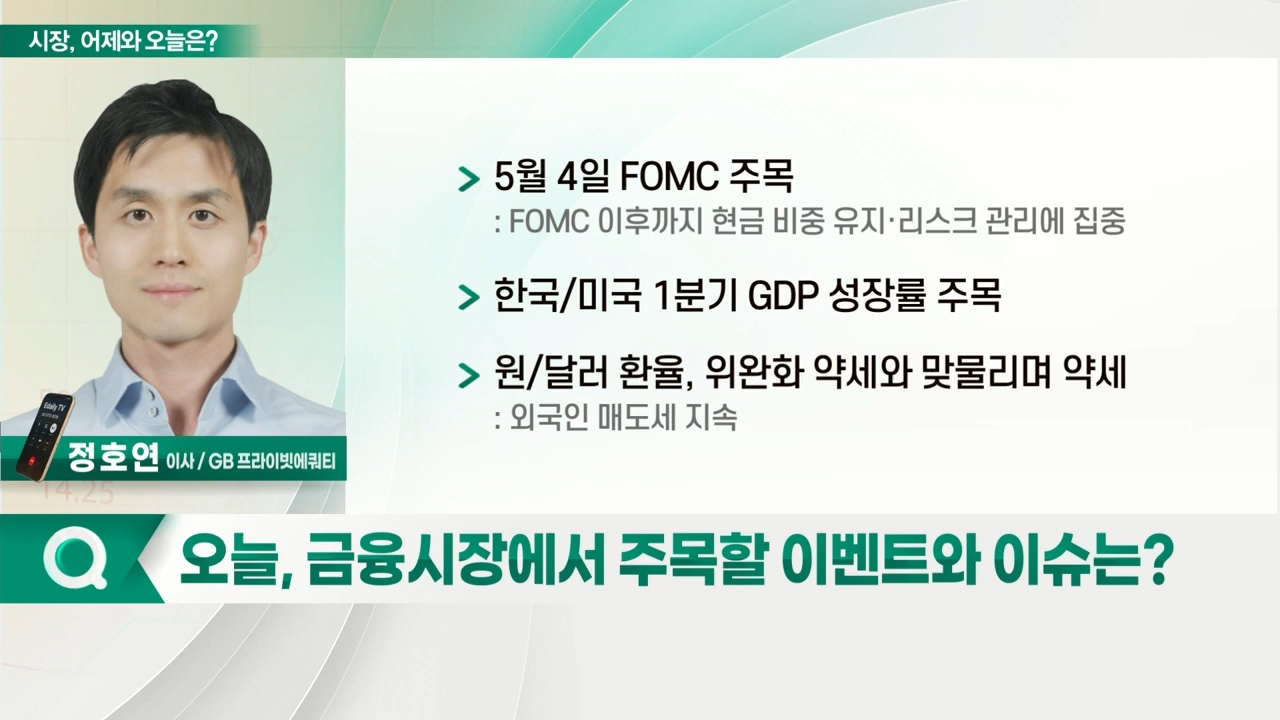 시장, 어제와 오늘은?
> 5월 4일 FOMC 주목
: FOMC 이후까지 현금 비중 유지·리스크 관리에 집중
> 한국/미국 1분기 GDP 성장률 주목
> 원/달러 환율, 위완화 약세와 맞물리며 약세
: 외국인 매도세 지속
Edaily TV
정호연 이사 / GB 프라이빗에쿼티
14.25
Q 오늘, 금융시장에서 주목할 이벤트와 이슈는?